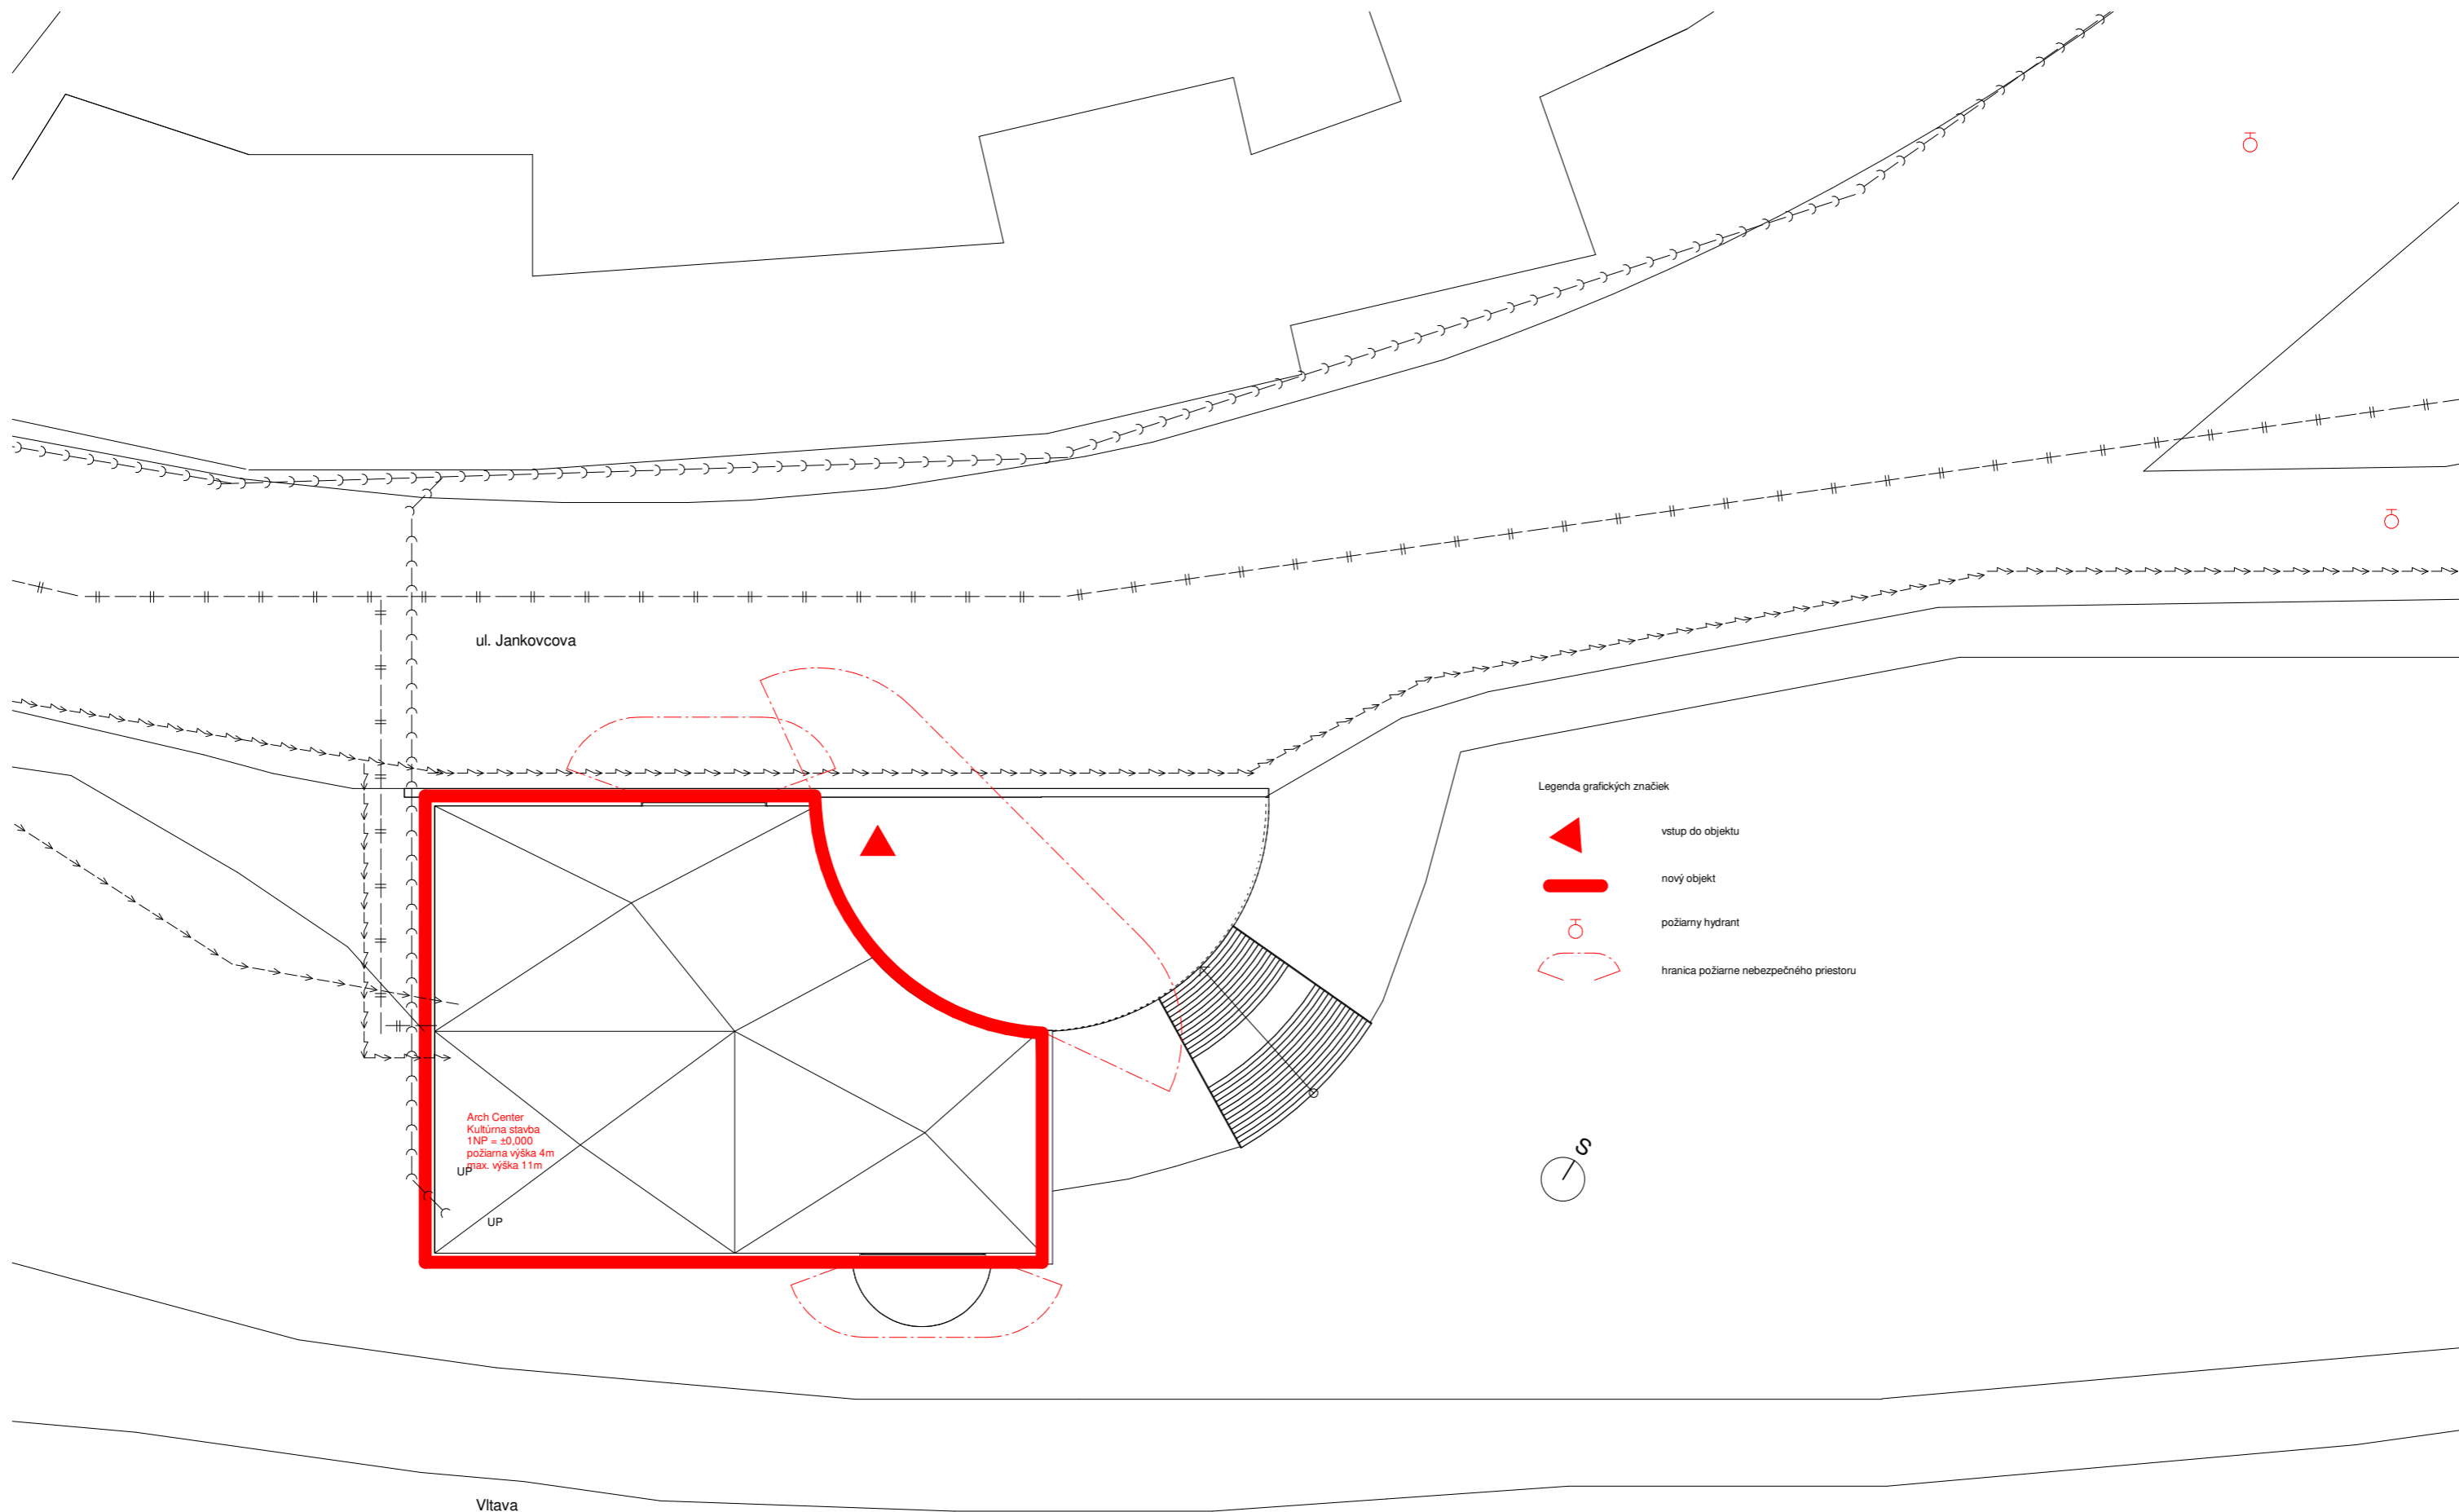 ul. Jankovcova
Legenda grafických značiek
vstup do objektu
nový objekt
požiarny hydrant
hranica požiarne nebezpečného priestoru
Arch Center
Kultúrna stavba
1NP = ±0,000
požiarna výška 4m
max. výška 11m
UP
UP
S
Vltava